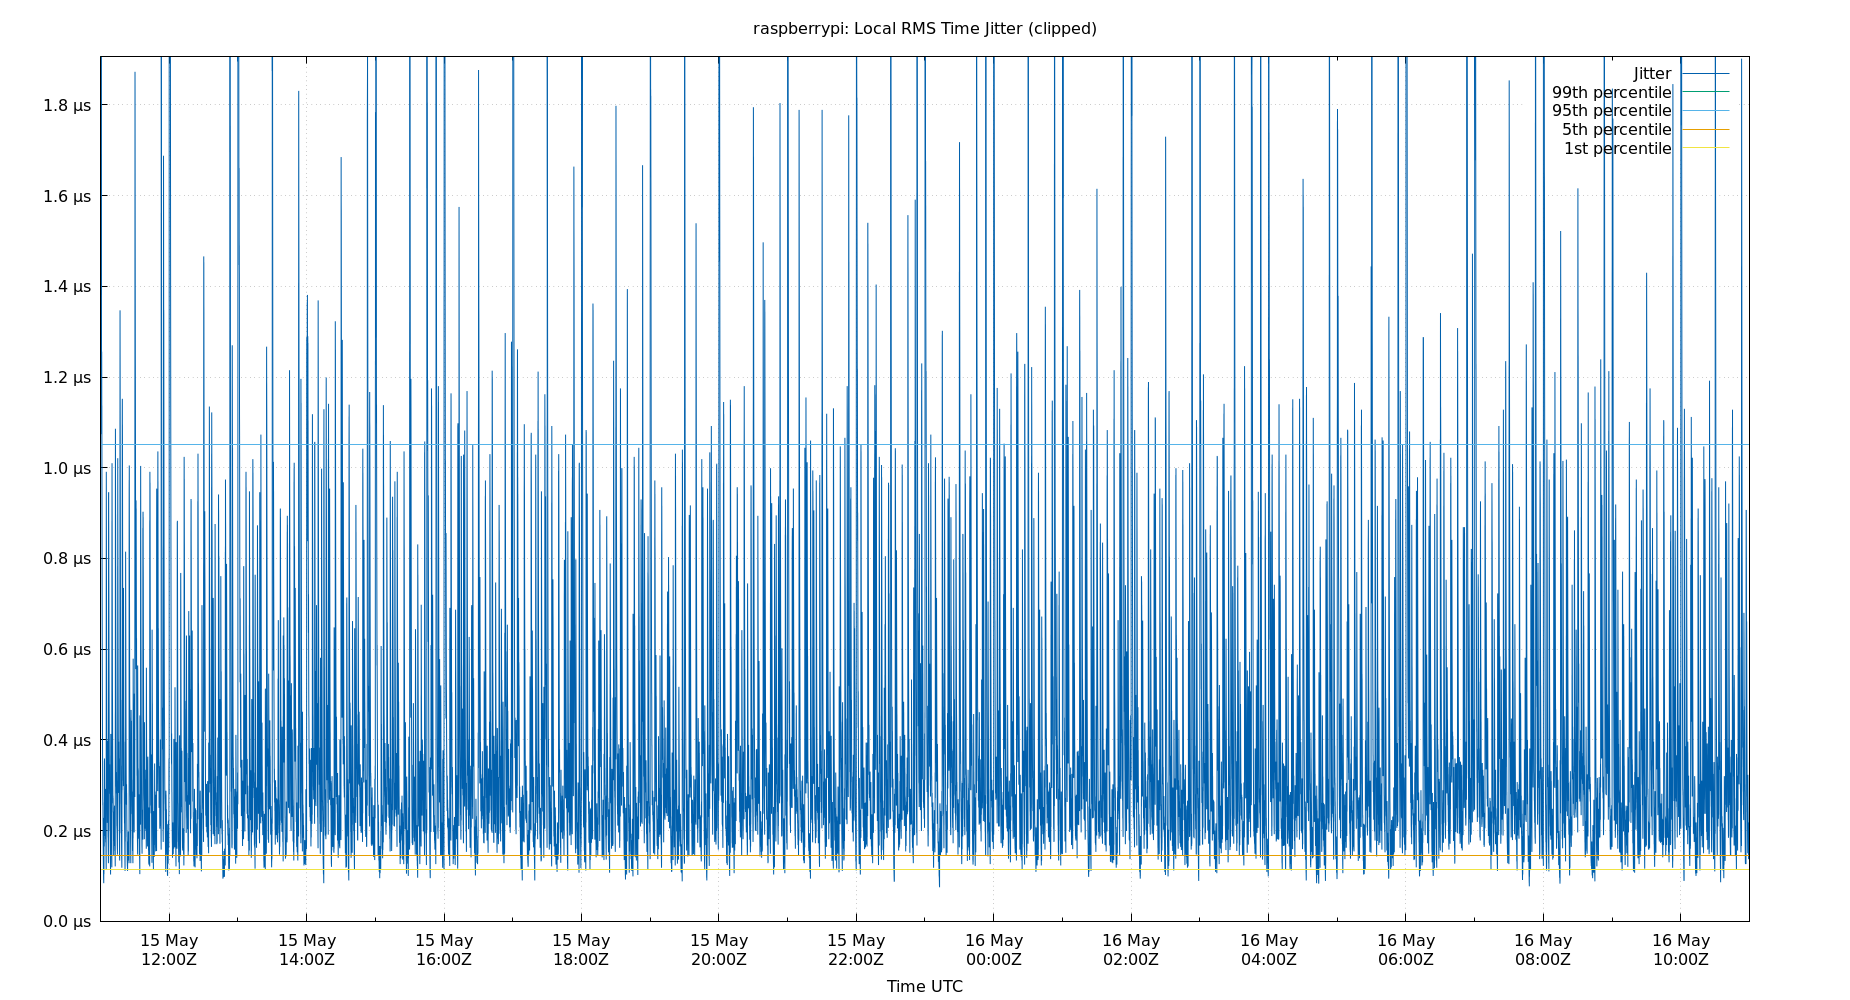 raspberrypi: Local RMS Time Jitter (clipped)
Jitter
99th percentile
95th percentile
5th percentile
1st percentile
1.8 µs
1.6 µs
1.4 µs
1.2 µs
1.0 µs
0.8 µs
0.6 µs
0.4 µs
0.2 µs
0.0 µs
15 May 15 May 15 May 15 May 15 May 15 May 16 May 16 May 16 May 16 May 16 May 16 May
12:00Z 14:00Z 16:00Z 18:00Z 20:00Z 22:00Z 00:00Z 02:00Z 04:00Z 06:00Z 08:00Z 10:00Z
Time UTC